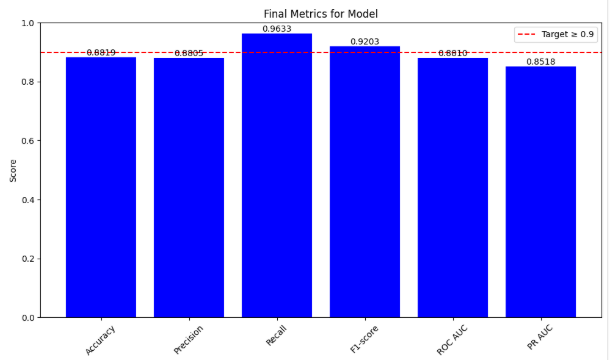 Final Metrics for Model
1.0
0.8
0.6
0.4
0.2
0.0
Score
Target ≥ 0.9
0.8819
0.8805
0.9633
0.9203
0.8810
0.8518
Accuracy
Precision
Recall
F1-score
ROC AUC
PR AUC